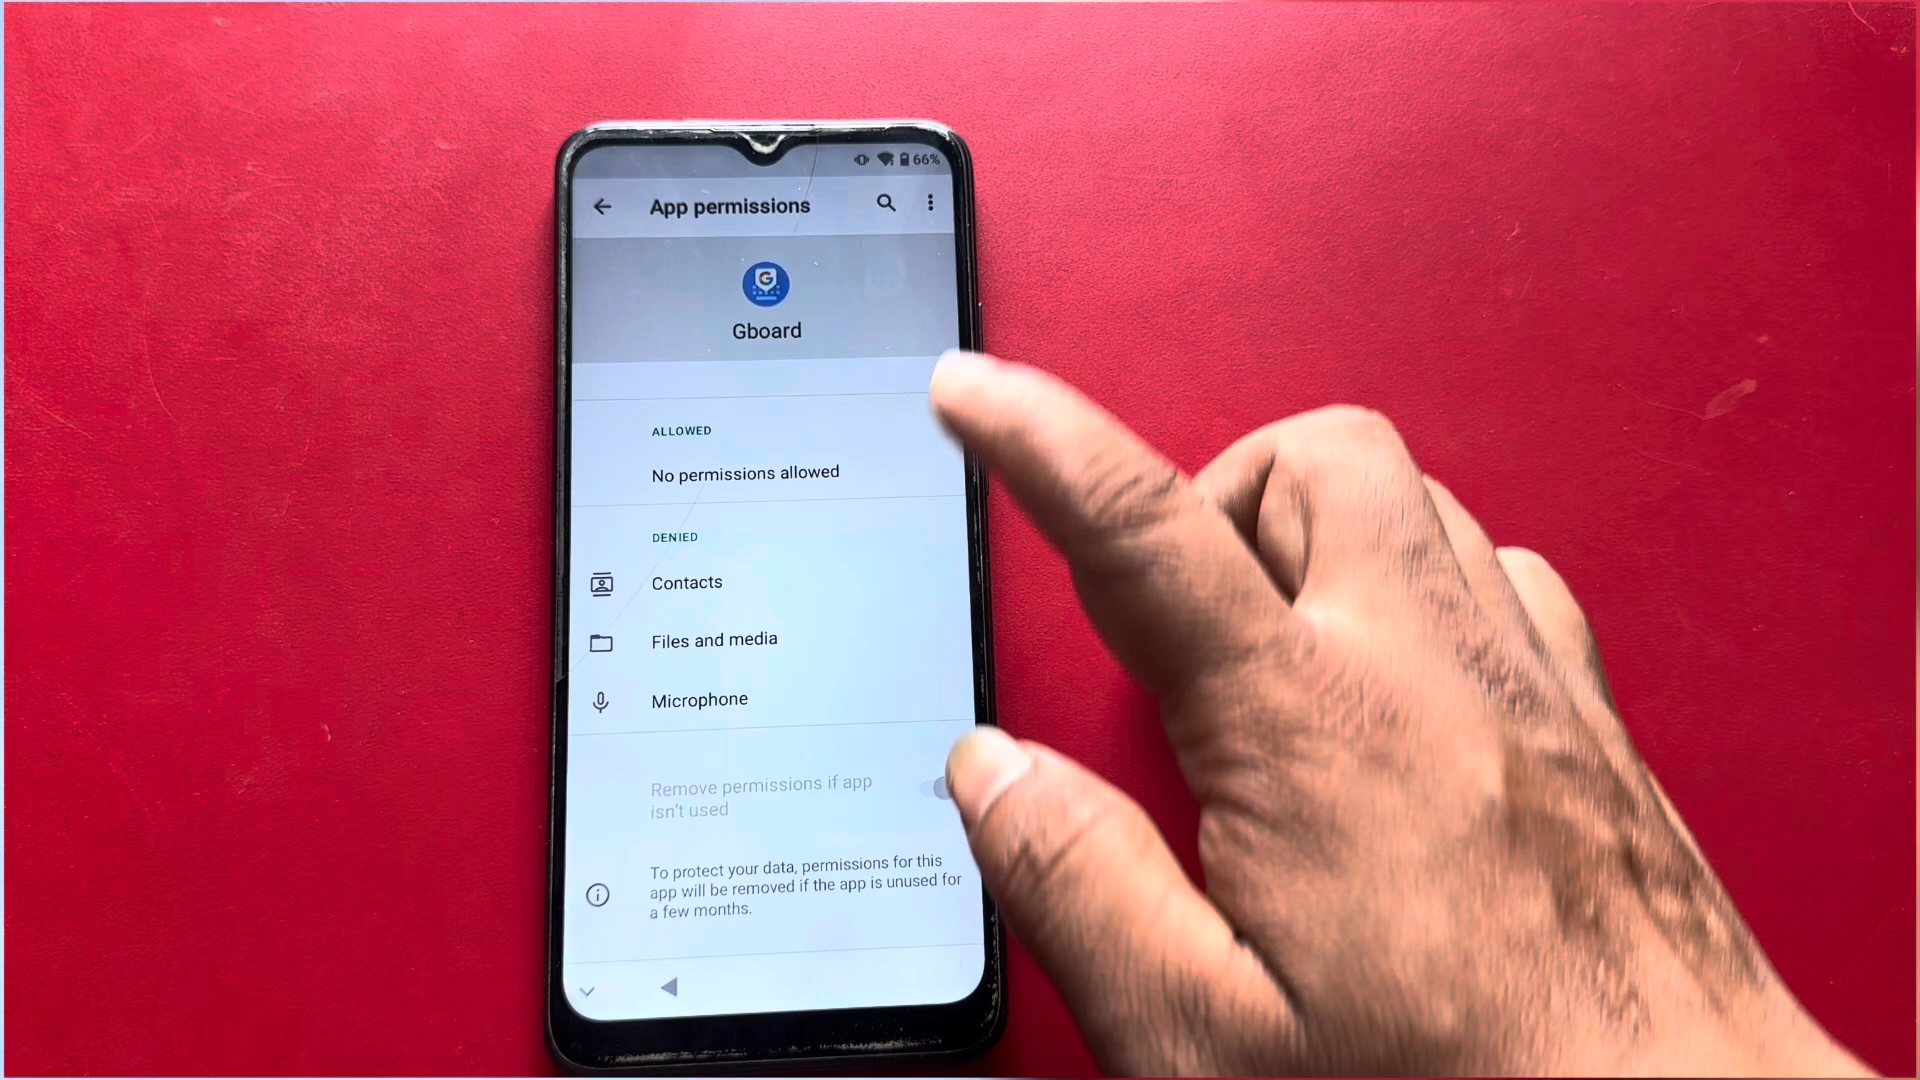 66%
App permissions
G
Gboard
ALLOWED
No permissions allowed
DENIED
Contacts
Files and media
Microphone
Remove permissions if app
isn't used
To protect your data, permissions for this
app will be removed if the app is unused for
a few months.